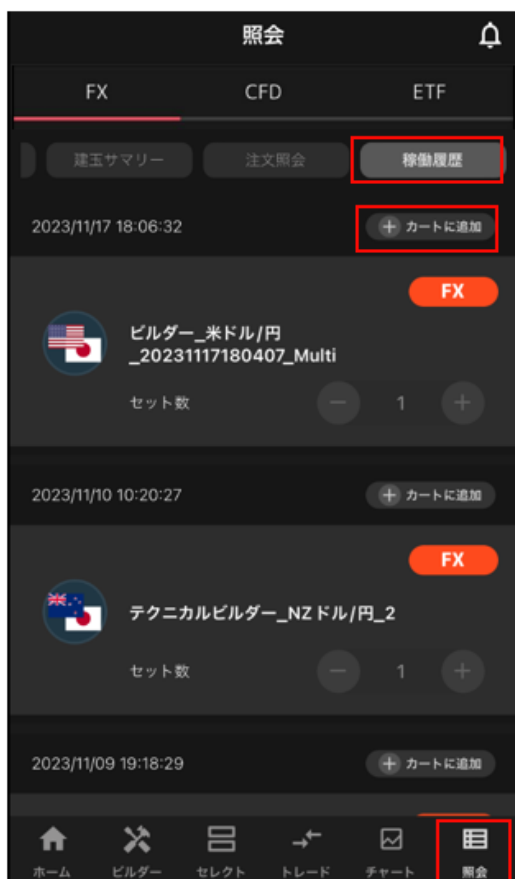 照会
FX
CFD
ETF
建玉サマリー
注文照会
稼働履歴
2023/11/17 18:06:32
カートに追加
FX
ビルダー_米ドル/円
_20231117180407_Multi
セット数
1
2023/11/10 10:20:27
カートに追加
FX
テクニカルビルダー_NZドル/円_2
セット数
1
2023/11/09 19:18:29
カートに追加
ホーム
ビルダー
セレクト
トレード
チャート
照会